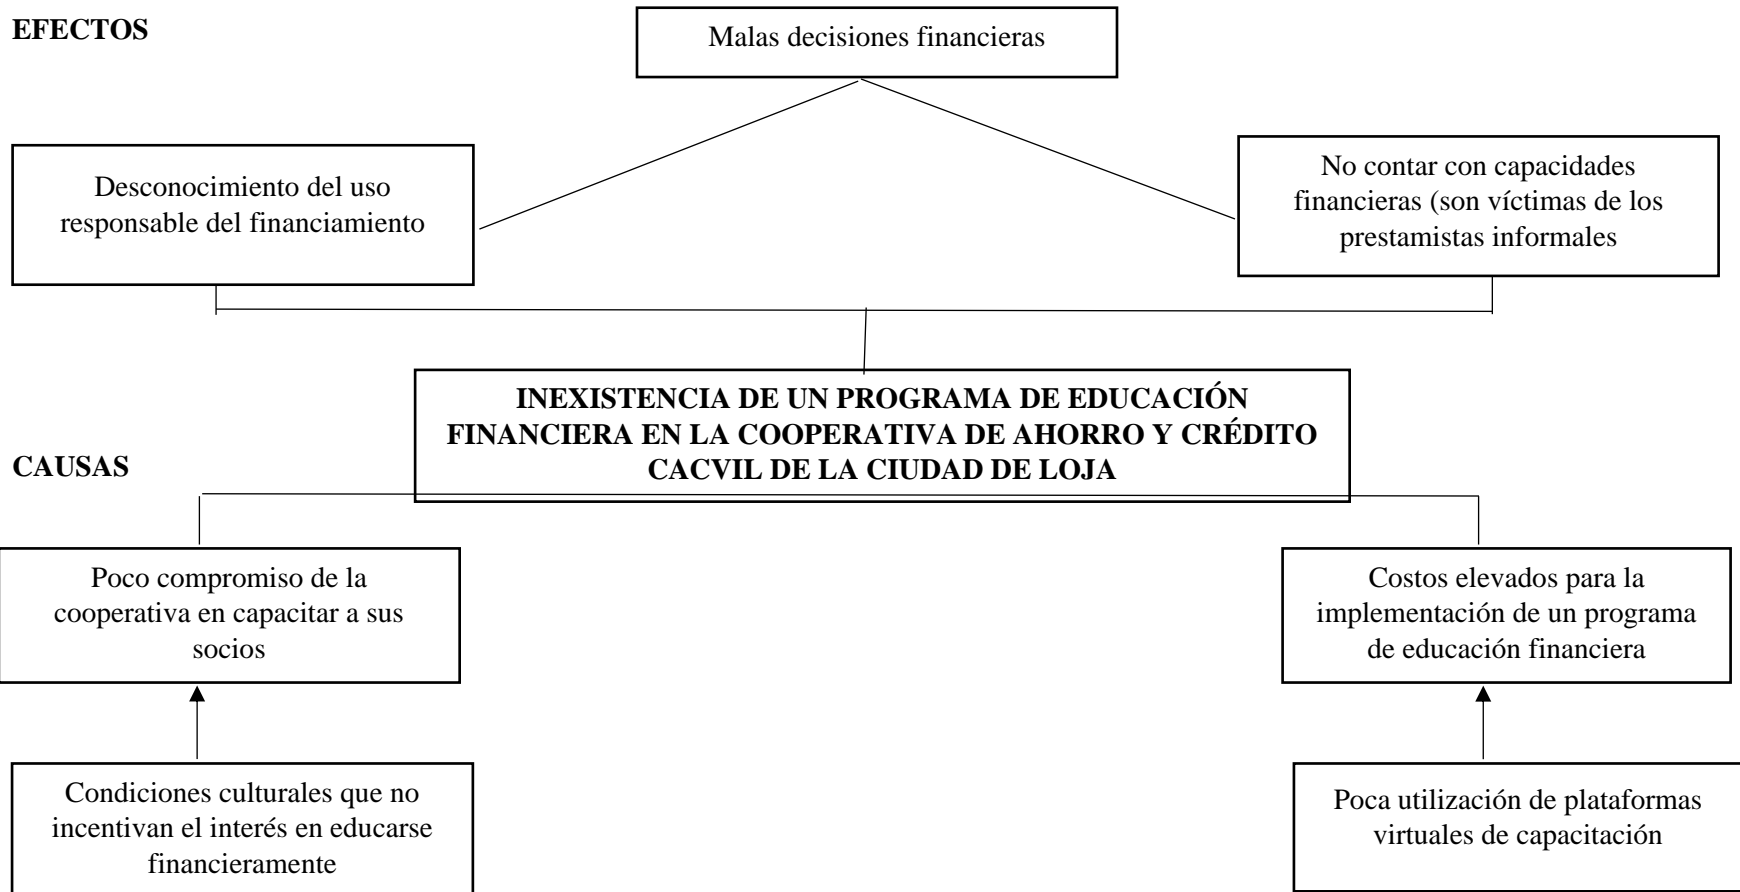 EFECTOS
Malas decisiones financieras
Desconocimiento del uso
responsable del financiamiento
No contar con capacidades
financieras (son víctimas de los
prestamistas informales
INEXISTENCIA DE UN PROGRAMA DE EDUCACIÓN
FINANCIERA EN LA COOPERATIVA DE AHORRO Y CRÉDITO
CACVIL DE LA CIUDAD DE LOJA
CAUSAS
Poco compromiso de la
cooperativa en capacitar a sus
socios
Costos elevados para la
implementación de un programa
de educación financiera
Condiciones culturales que no
incentivan el interés en educarse
financieramente
Poca utilización de plataformas
virtuales de capacitación